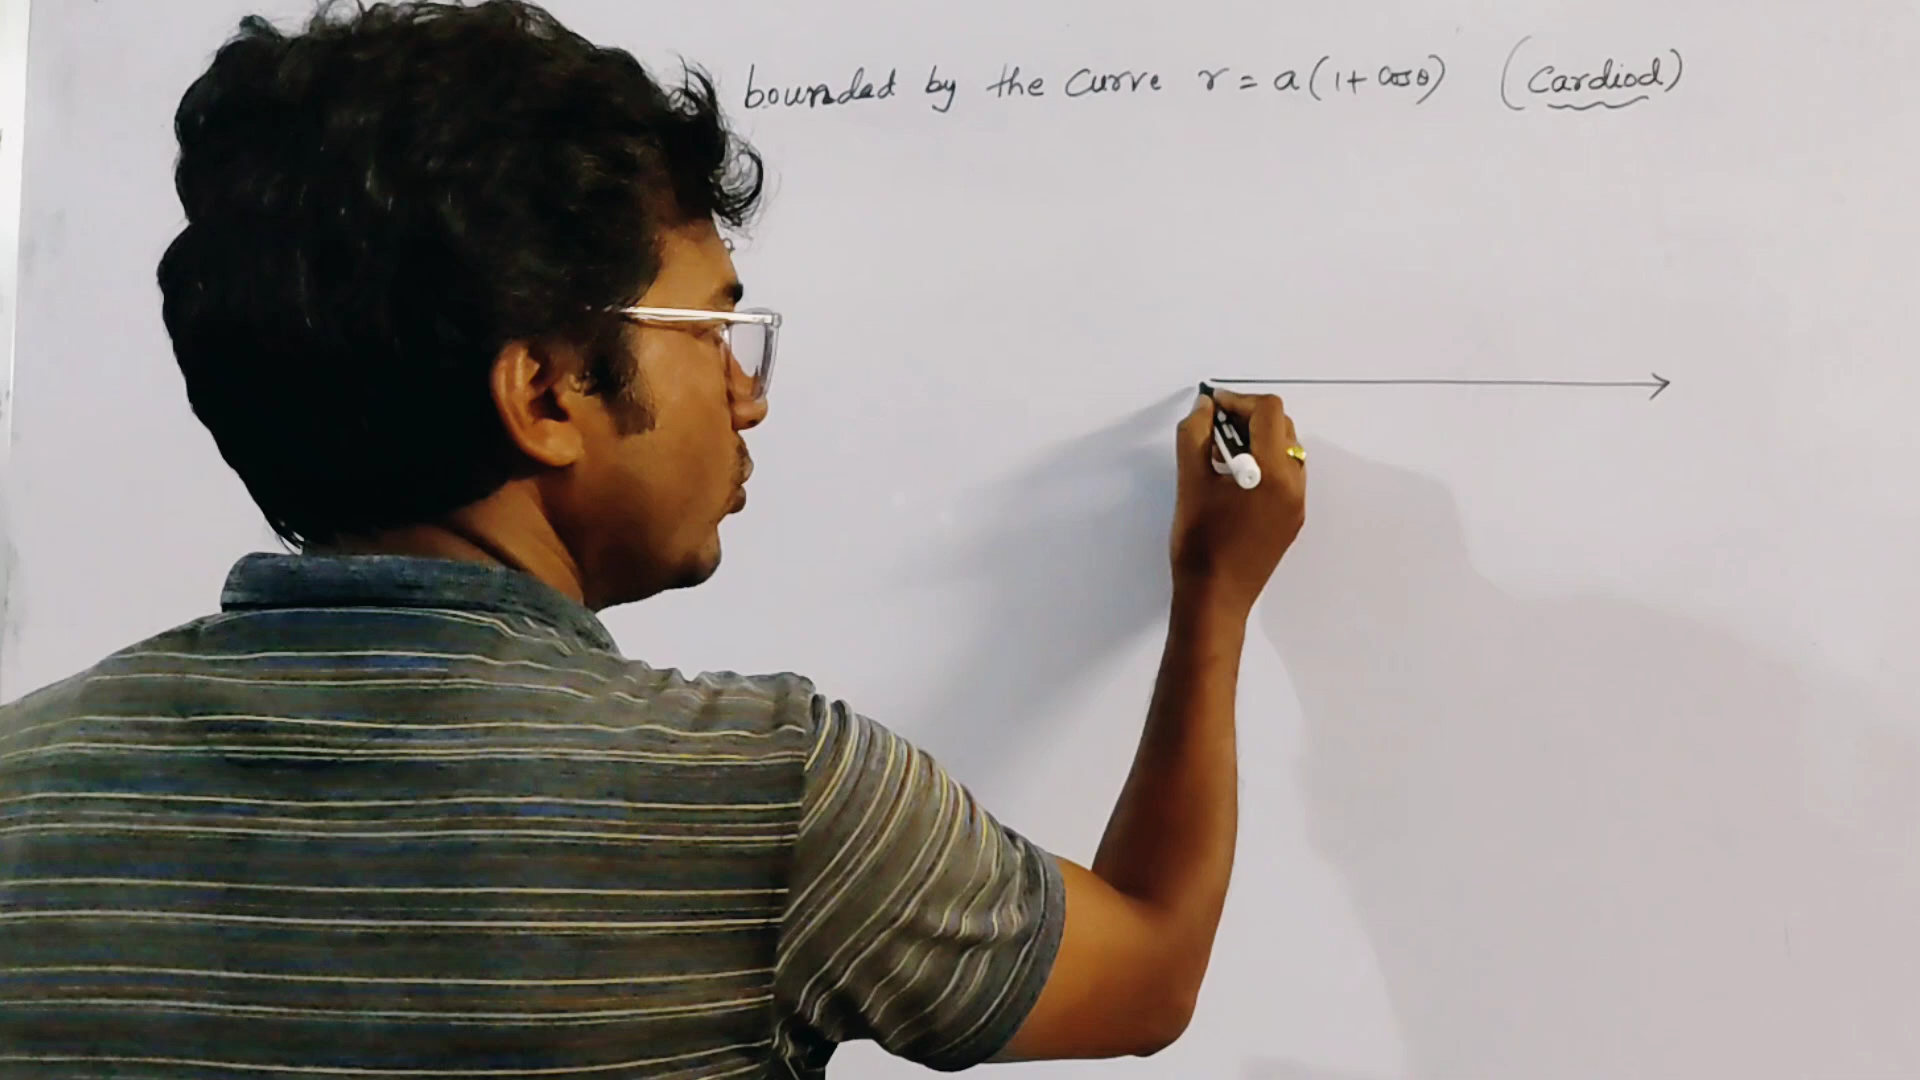 bounded by the curve r = a(1+ cosθ) (Cardiod)